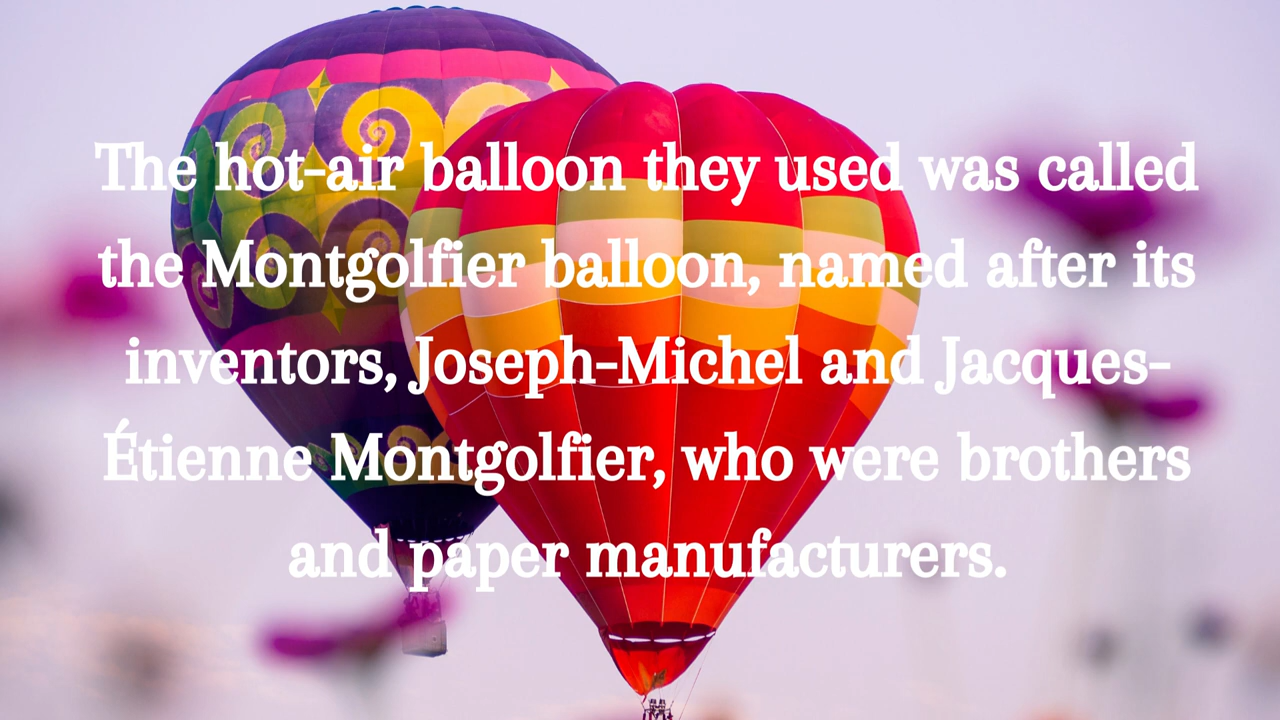 The hot-air balloon they used was called
the Montgolfier balloon, named after its
inventors, Joseph-Michel and Jacques-
Étienne Montgolfier, who were brothers
and paper manufacturers.